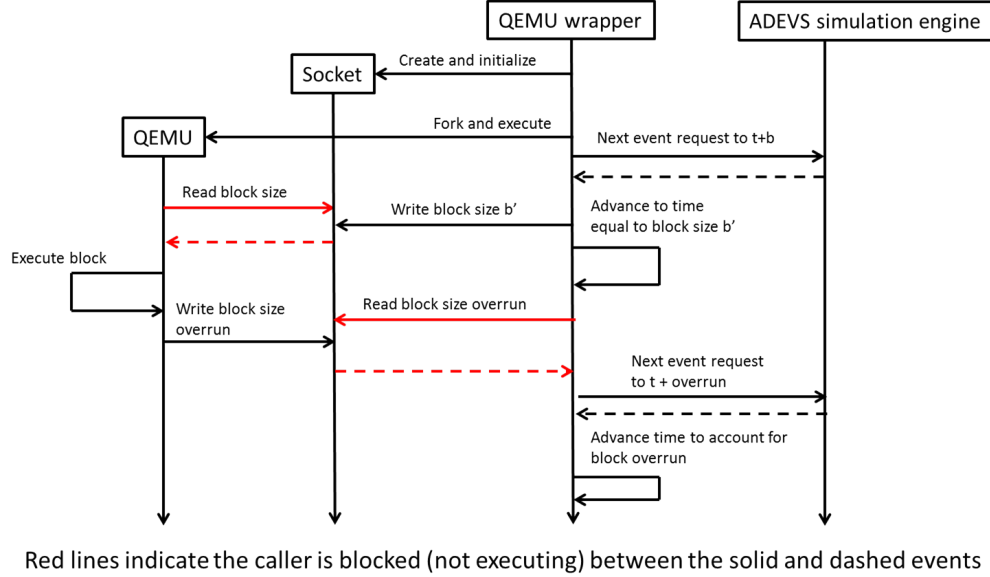 QEMU wrapper
ADEVS simulation engine
Create and initialize
Socket
Fork and execute
QEMU
Next event request to t+b
Read block size
Write block size b’
Advance to time
equal to block size b’
Execute block
Write block size
overrun
Read block size overrun
Next event request
to t + overrun
Advance time to account for
block overrun
Red lines indicate the caller is blocked (not executing) between the solid and dashed events